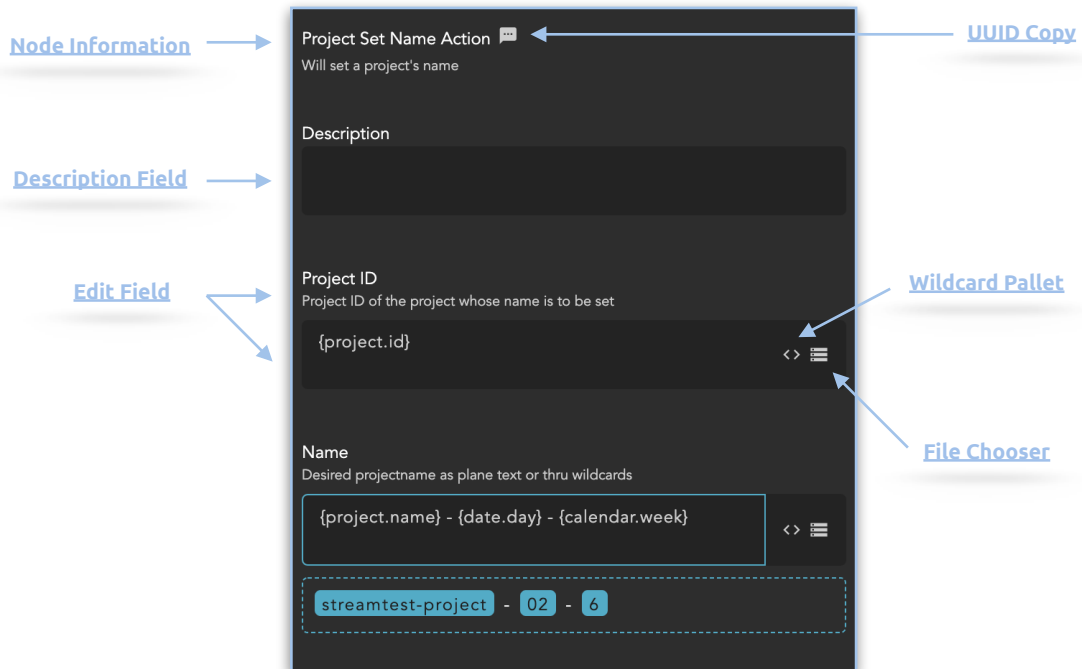 Node Information
Project Set Name Action
UUID Copy
Will set a project's name
Description
Description Field
Project ID
Project ID of the project whose name is to be set
Edit Field
Wildcard Pallet
{project.id}
File Chooser
Name
Desired projectname as plane text or thru wildcards
{project.name} - {date.day} - {calendar.week}
streamtest-project - 02 - 6